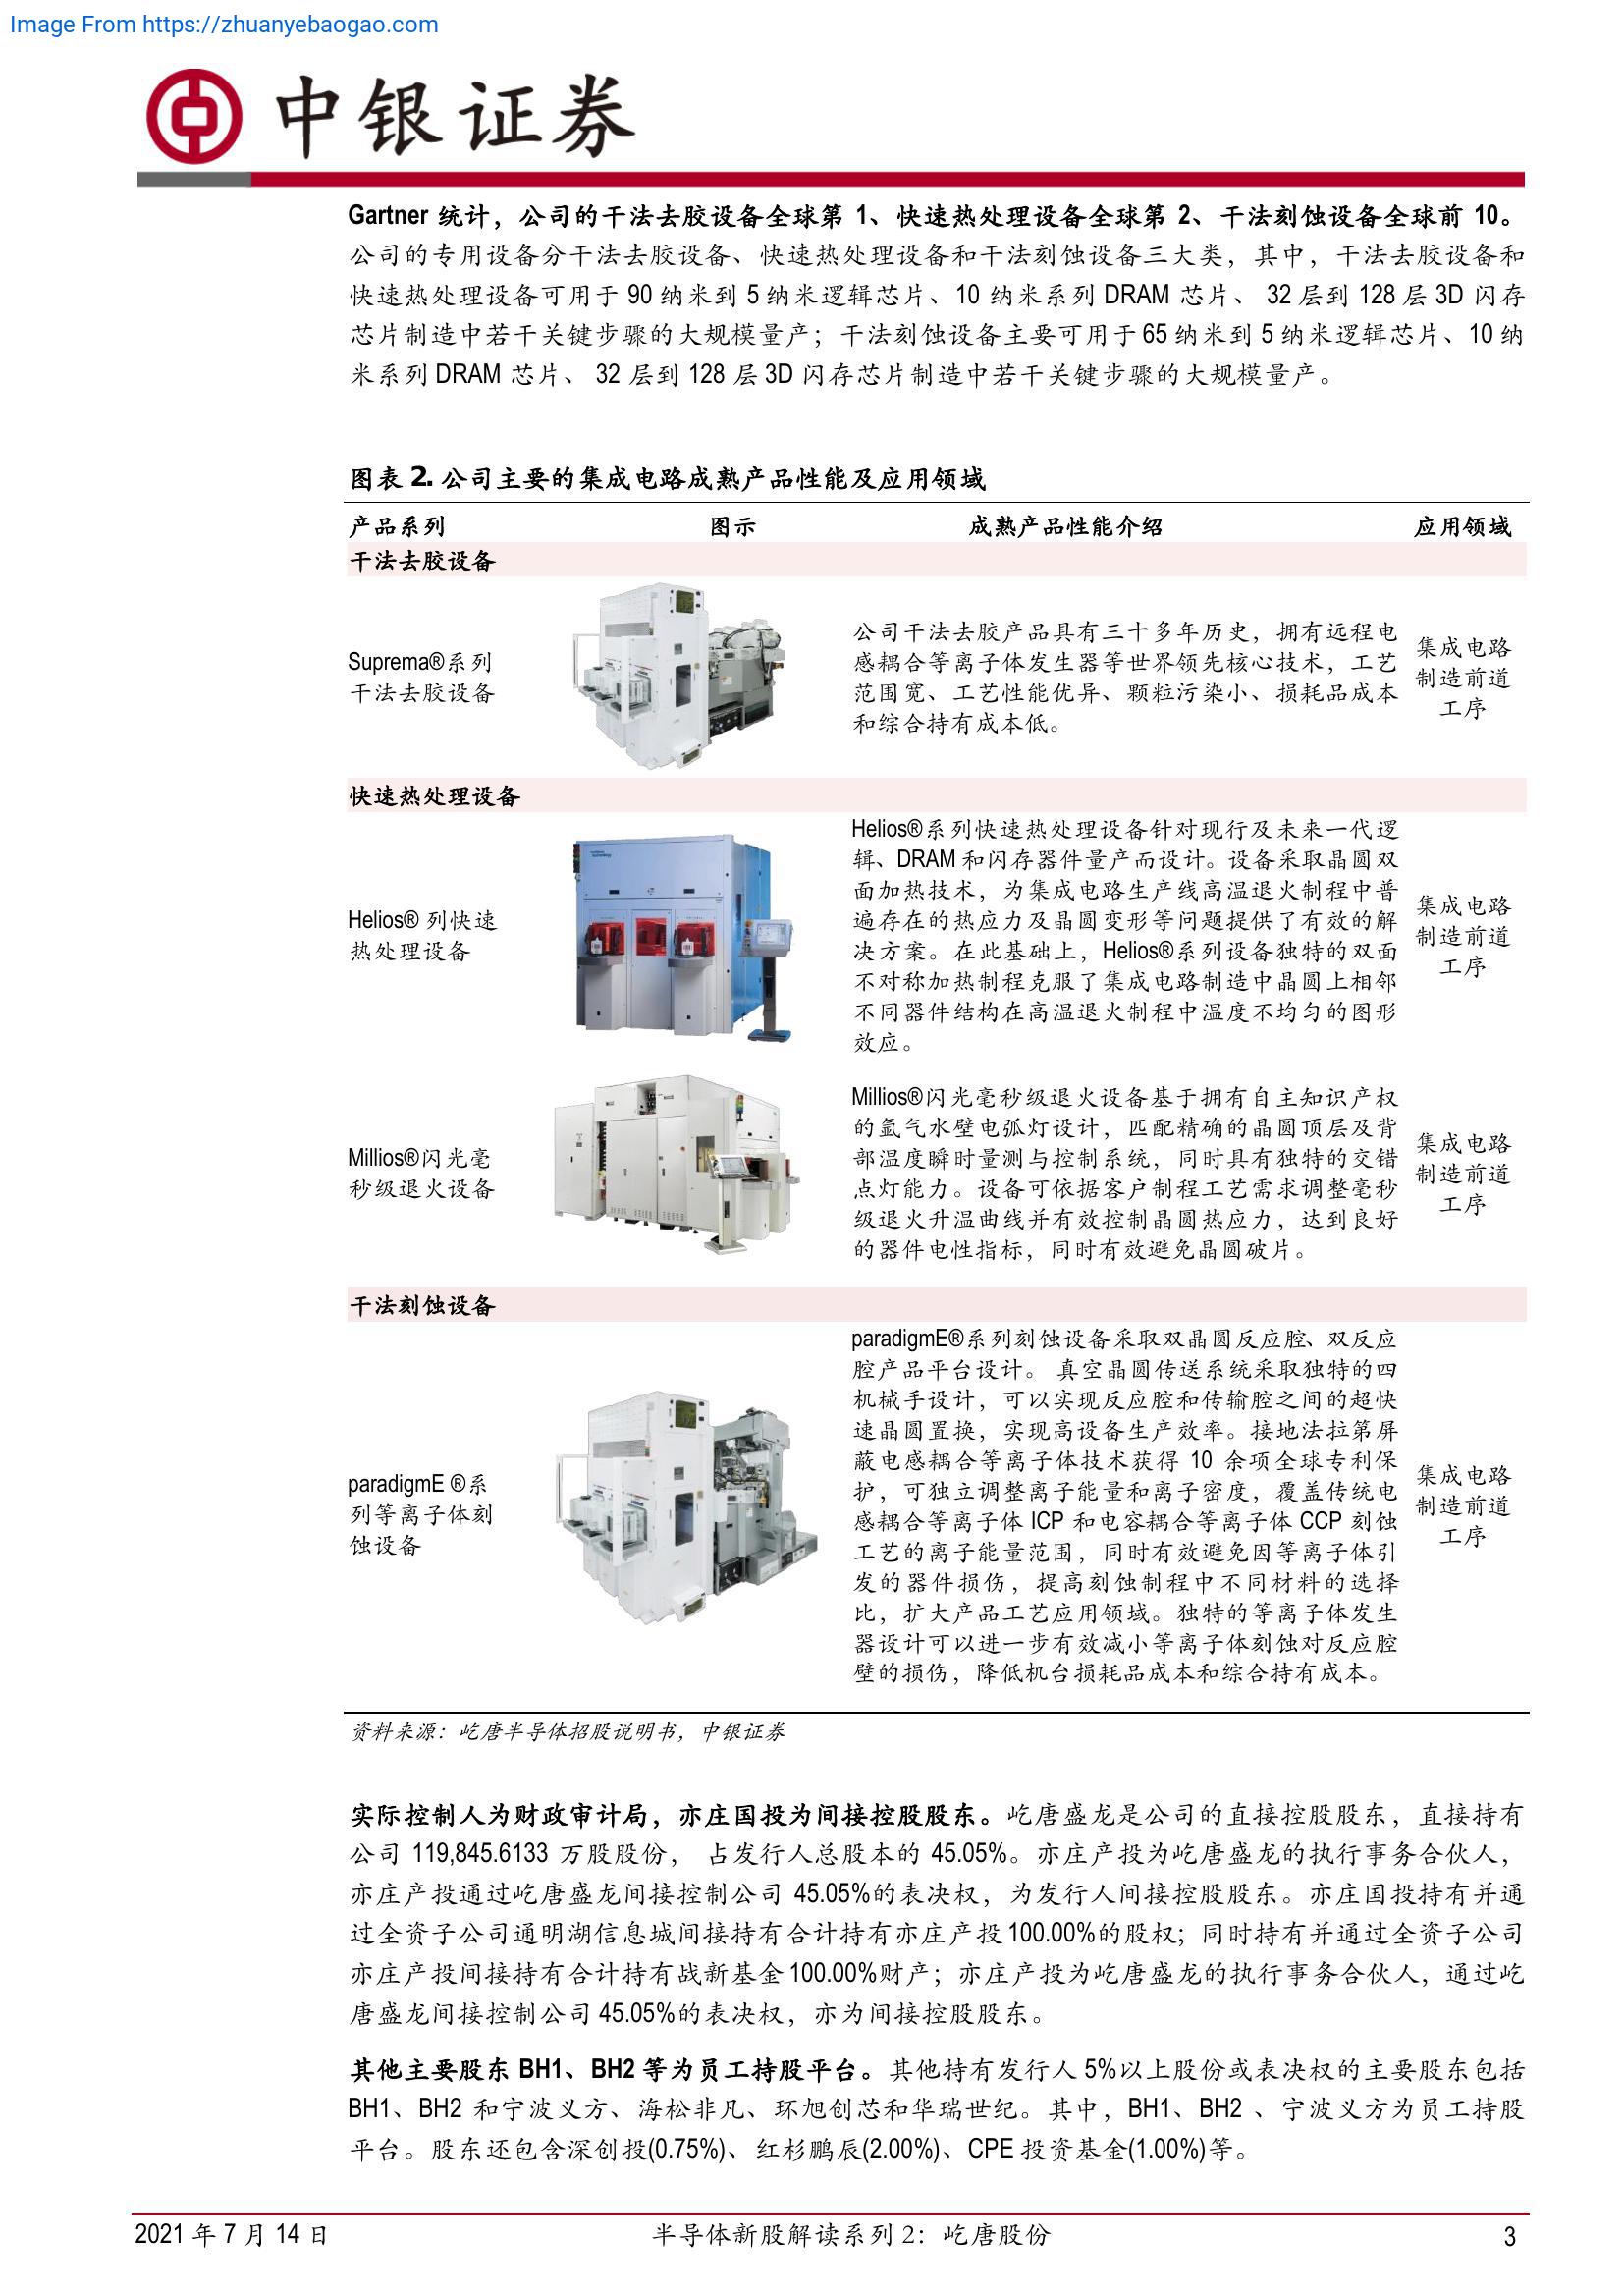 Image From https://zhuanyebaogao.com
中银证券
Gartner 统计，公司的干法去胶设备全球第 1、快速热处理设备全球第 2、干法刻蚀设备全球前 10。
公司的专用设备分干法去胶设备、快速热处理设备和干法刻蚀设备三大类，其中，干法去胶设备和
快速热处理设备可用于 90 纳米到 5 纳米逻辑芯片、10 纳米系列 DRAM 芯片、 32 层到 128 层 3D 闪存
芯片制造中若干关键步骤的大规模量产；干法刻蚀设备主要可用于 65 纳米到 5 纳米逻辑芯片、10 纳
米系列 DRAM 芯片、 32 层到 128 层 3D 闪存芯片制造中若干关键步骤的大规模量产。
图表 2. 公司主要的集成电路成熟产品性能及应用领域
产品系列 图示 成熟产品性能介绍 应用领域
干法去胶设备
Suprema®系列
干法去胶设备
公司干法去胶产品具有三十多年历史，拥有远程电
感耦合等离子体发生器等世界领先核心技术，工艺
范围宽、工艺性能优异、颗粒污染小、损耗品成本
和综合持有成本低。
集成电路
制造前道
工序
快速热处理设备
Helios® 列快速
热处理设备
Helios®系列快速热处理设备针对现行及未来一代逻
辑、DRAM 和闪存器件量产而设计。设备采取晶圆双
面加热技术，为集成电路生产线高温退火制程中普
遍存在的热应力及晶圆变形等问题提供了有效的解
决方案。在此基础上，Helios®系列设备独特的双面
不对称加热制程克服了集成电路制造中晶圆上相邻
不同器件结构在高温退火制程中温度不均匀的图形
效应。
集成电路
制造前道
工序
Millios®闪光毫
秒级退火设备
Millios®闪光毫秒级退火设备基于拥有自主知识产权
的氩气水壁电弧灯设计，匹配精确的晶圆顶层及背
部温度瞬时量测与控制系统，同时具有独特的交错
点灯能力。设备可依据客户制程工艺需求调整毫秒
级退火升温曲线并有效控制晶圆热应力，达到良好
的器件电性指标，同时有效避免晶圆破片。
集成电路
制造前道
工序
干法刻蚀设备
paradigmE ®系
列等离子体刻
蚀设备
paradigmE®系列刻蚀设备采取双晶圆反应腔、双反应
腔产品平台设计。 真空晶圆传送系统采取独特的四
机械手设计，可以实现反应腔和传输腔之间的超快
速晶圆置换，实现高设备生产效率。接地法拉第屏
蔽电感耦合等离子体技术获得 10 余项全球专利保
护，可独立调整离子能量和离子密度，覆盖传统电
感耦合等离子体 ICP 和电容耦合等离子体 CCP 刻蚀
工艺的离子能量范围，同时有效避免因等离子体引
发的器件损伤，提高刻蚀制程中不同材料的选择
比，扩大产品工艺应用领域。独特的等离子体发生
器设计可以进一步有效减小等离子体刻蚀对反应腔
壁的损伤，降低机台损耗品成本和综合持有成本。
集成电路
制造前道
工序
资料来源：屹唐半导体招股说明书，中银证券
实际控制人为财政审计局，亦庄国投为间接控股股东。屹唐盛龙是公司的直接控股股东，直接持有
公司 119,845.6133 万股股份， 占发行人总股本的 45.05%。亦庄产投为屹唐盛龙的执行事务合伙人，
亦庄产投通过屹唐盛龙间接控制公司 45.05%的表决权，为发行人间接控股股东。亦庄国投持有并通
过全资子公司通明湖信息城间接持有合计持有亦庄产投 100.00%的股权；同时持有并通过全资子公司
亦庄产投间接持有合计持有战新基金 100.00%财产；亦庄产投为屹唐盛龙的执行事务合伙人，通过屹
唐盛龙间接控制公司 45.05%的表决权，亦为间接控股股东。
其他主要股东 BH1、BH2 等为员工持股平台。其他持有发行人 5%以上股份或表决权的主要股东包括
BH1、BH2 和宁波义方、海松非凡、环旭创芯和华瑞世纪。其中，BH1、BH2 、宁波义方为员工持股
平台。股东还包含深创投(0.75%)、红杉鹏辰(2.00%)、CPE 投资基金(1.00%)等。
2021 年 7 月 14 日 半导体新股解读系列 2：屹唐股份 3